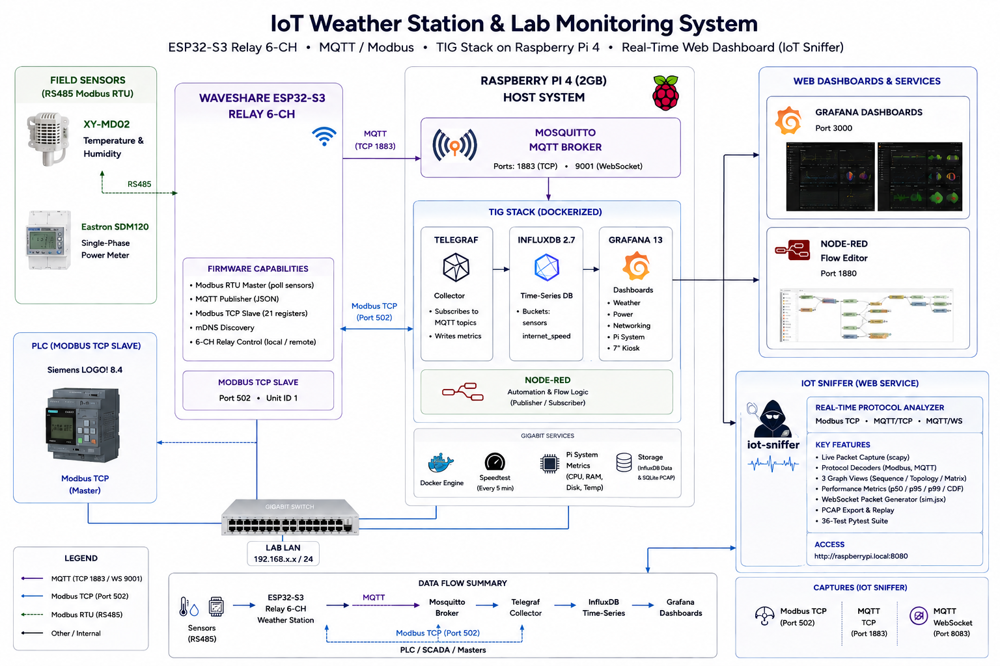 IoT Weather Station & Lab Monitoring System
ESP32-S3 Relay 6-CH • MQTT / Modbus • TIG Stack on Raspberry Pi 4 • Real-Time Web Dashboard (IoT Sniffer)
FIELD SENSORS
(RS485 Modbus RTU)
XY-MD02
Temperature &
Humidity
RS485
Eastron SDM120
Single-Phase
Power Meter
PLC (MODBUS TCP SLAVE)
Siemens LOGO! 8.4
Modbus TCP
(Master)
WAVESHARE ESP32-S3
RELAY 6-CH
FIRMWARE CAPABILITIES
• Modbus RTU Master (poll sensors)
• MQTT Publisher (JSON)
• Modbus TCP Slave (21 registers)
• mDNS Discovery
• 6-CH Relay Control (local / remote)
MODBUS TCP SLAVE
Port 502 • Unit ID 1
MQTT
(TCP 1883)
Modbus TCP
(Port 502)
RASPBERRY PI 4 (2GB)
HOST SYSTEM
MOSQUITTO
MQTT BROKER
Ports: 1883 (TCP) • 9001 (WebSocket)
TIG STACK (DOCKERIZED)
TELEGRAF
Collector
• Subscribes to
MQTT topics
• Writes metrics
INFLUXDB 2.7
Time-Series DB
• Buckets:
sensors
internet_speed
GRAFANA 13
Dashboards
• Weather
• Power
• Networking
• Pi System
• 7" Kiosk
NODE-RED
Automation & Flow Logic
(Publisher / Subscriber)
GIGABIT SERVICES
Docker Engine
Speedtest
(Every 5 min)
Pi System
Metrics
(CPU, RAM,
Disk, Temp)
Storage
(InfluxDB Data
& SQLite PCAP)
WEB DASHBOARDS & SERVICES
GRAFANA DASHBOARDS
Port 3000
NODE-RED
Flow Editor
Port 1880
IOT SNIFFER (WEB SERVICE)
iot-sniffer
REAL-TIME PROTOCOL ANALYZER
Modbus TCP • MQTT/TCP • MQTT/WS
KEY FEATURES
• Live Packet Capture (scapy)
• Protocol Decoders (Modbus, MQTT)
• 3 Graph Views (Sequence / Topology / Matrix)
• Performance Metrics (p50 / p95 / p99 / CDF)
• WebSocket Packet Generator (sim.jsx)
• PCAP Export & Replay
• 36-Test Pytest Suite
ACCESS
http://raspberrypi.local:8080
CAPTURES (IOT SNIFFER)
Modbus TCP
(Port 502)
MQTT
TCP
(Port 1883)
MQTT
WebSocket
(Port 8083)
GIGABIT SWITCH
LAB LAN
192.168.x.x / 24
LEGEND
MQTT (TCP 1883 / WS 9001)
Modbus TCP (Port 502)
Modbus RTU (RS485)
Other / Internal
DATA FLOW SUMMARY
Sensors
(RS485)
ESP32-S3
Relay 6-CH
Weather Station
MQTT
Mosquitto
Broker
Telegraf
Collector
InfluxDB
Time-Series
Grafana
Dashboards
Modbus TCP (Port 502)
PLC / SCADA / Masters